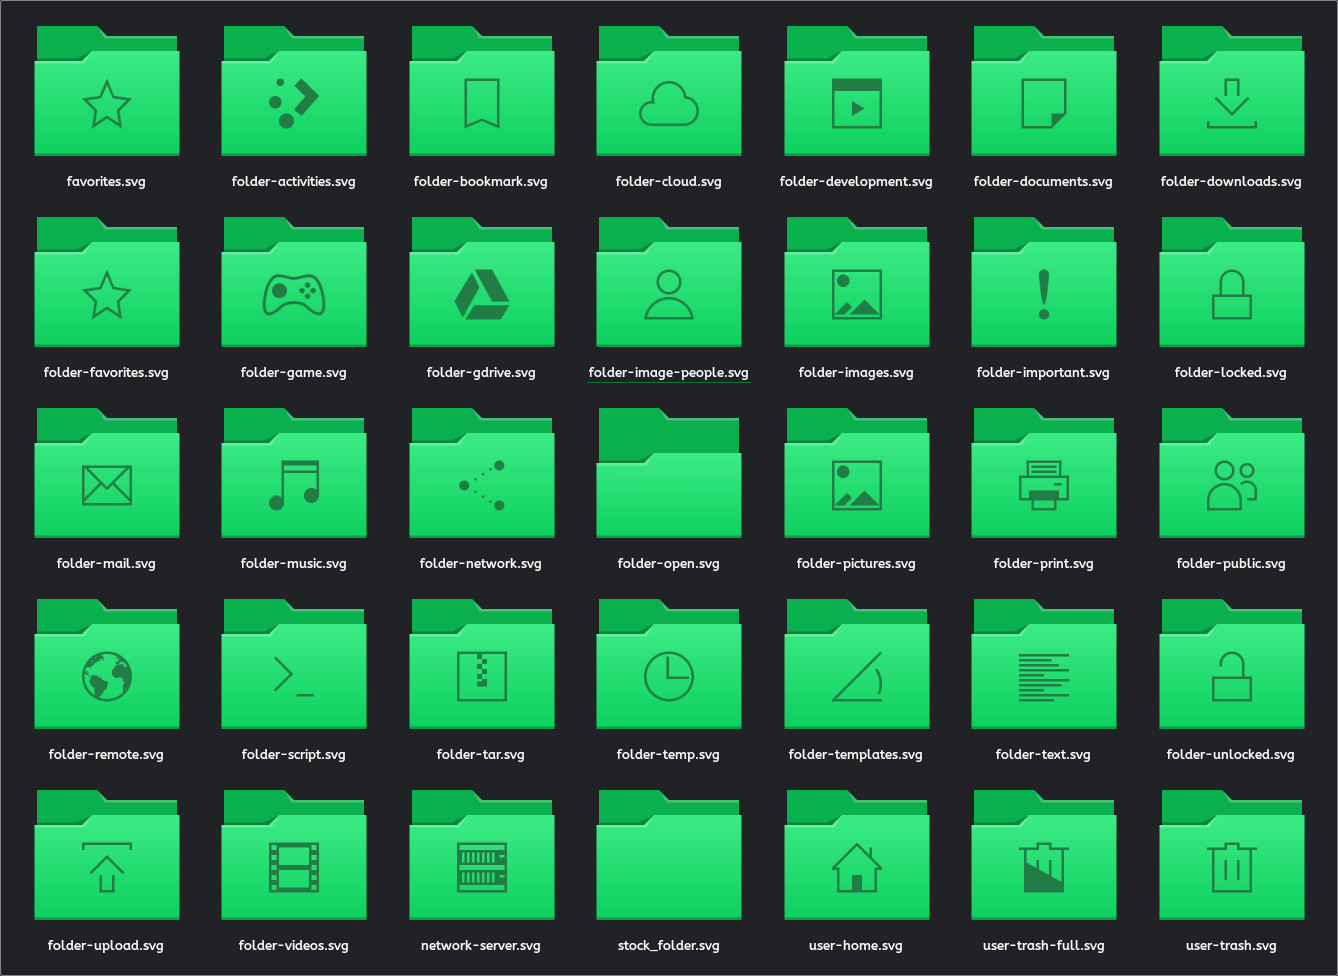 favorites.svg
folder-activities.svg
folder-bookmark.svg
folder-cloud.svg
folder-development.svg
folder-documents.svg
folder-downloads.svg
folder-favorites.svg
folder-game.svg
folder-gdrive.svg
folder-image-people.svg
folder-images.svg
folder-important.svg
folder-locked.svg
folder-mail.svg
folder-music.svg
folder-network.svg
folder-open.svg
folder-pictures.svg
folder-print.svg
folder-public.svg
folder-remote.svg
folder-script.svg
folder-tar.svg
folder-temp.svg
folder-templates.svg
folder-text.svg
folder-unlocked.svg
folder-upload.svg
folder-videos.svg
network-server.svg
stock_folder.svg
user-home.svg
user-trash-full.svg
user-trash.svg